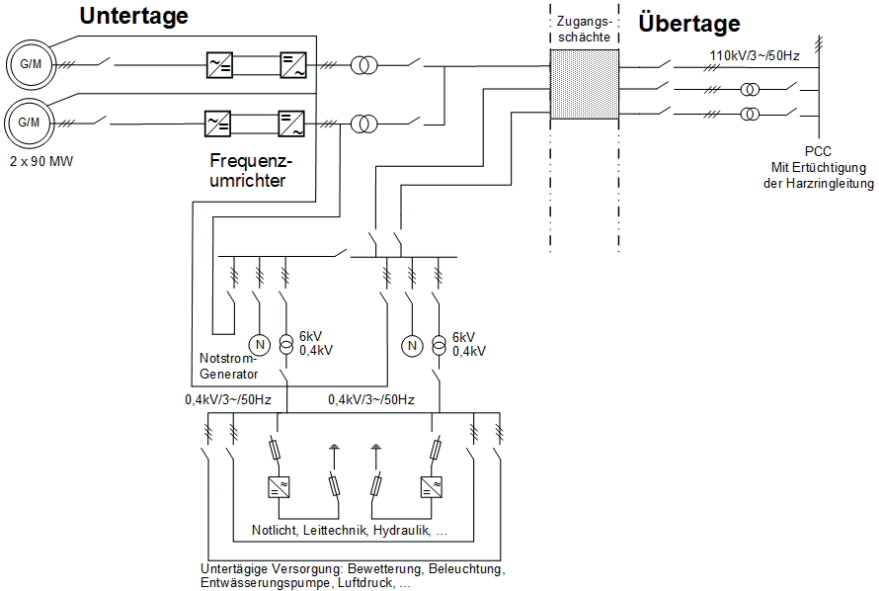 Untertage
Zugangs-
schächte
Übertage
G/M
110kV/3~/50Hz
G/M
2 x 90 MW
Frequenz-
umrichter
PCC
Mit Ertüchtigung
der Harzringleitung
N
6kV
0,4kV
N
6kV
0,4kV
Notstrom-
Generator
0,4kV/3~/50Hz
0,4kV/3~/50Hz
Notlicht, Leittechnik, Hydraulik, ...
Untertägige Versorgung: Bewetterung, Beleuchtung,
Entwässerungspumpe, Luftdruck, ...